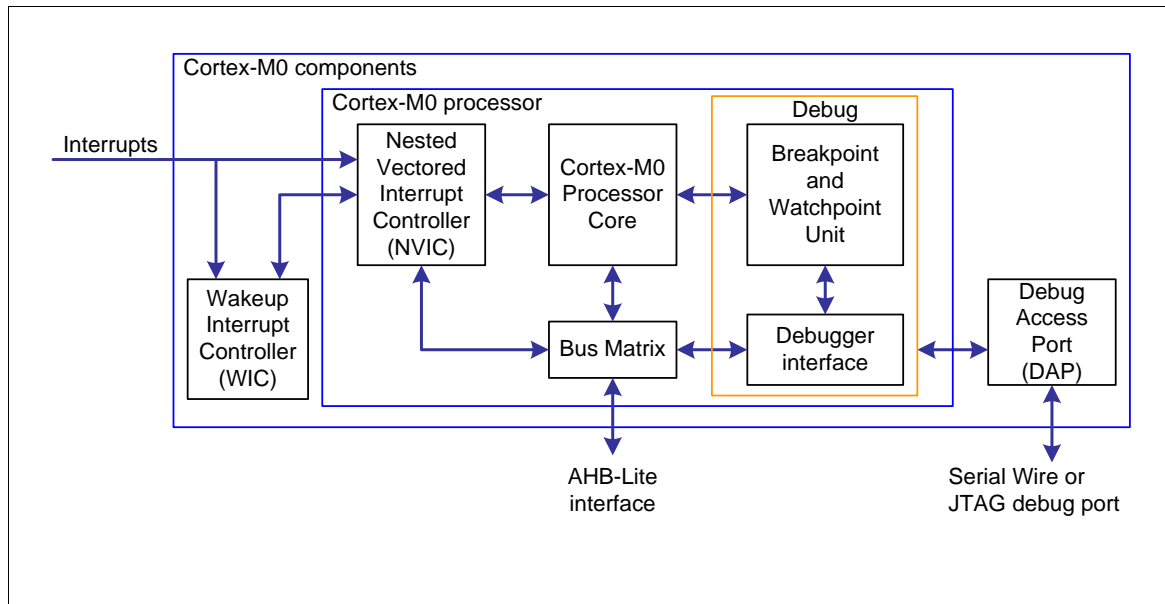 Cortex-M0 components
Cortex-M0 processor
Debug
Interrupts
Nested
Vectored
Interrupt
Controller
(NVIC)
Cortex-M0
Processor
Core
Breakpoint
and
Watchpoint
Unit
Wakeup
Interrupt
Controller
(WIC)
Bus Matrix
Debugger
interface
Debug
Access
Port
(DAP)
AHB-Lite
interface
Serial Wire or
JTAG debug port